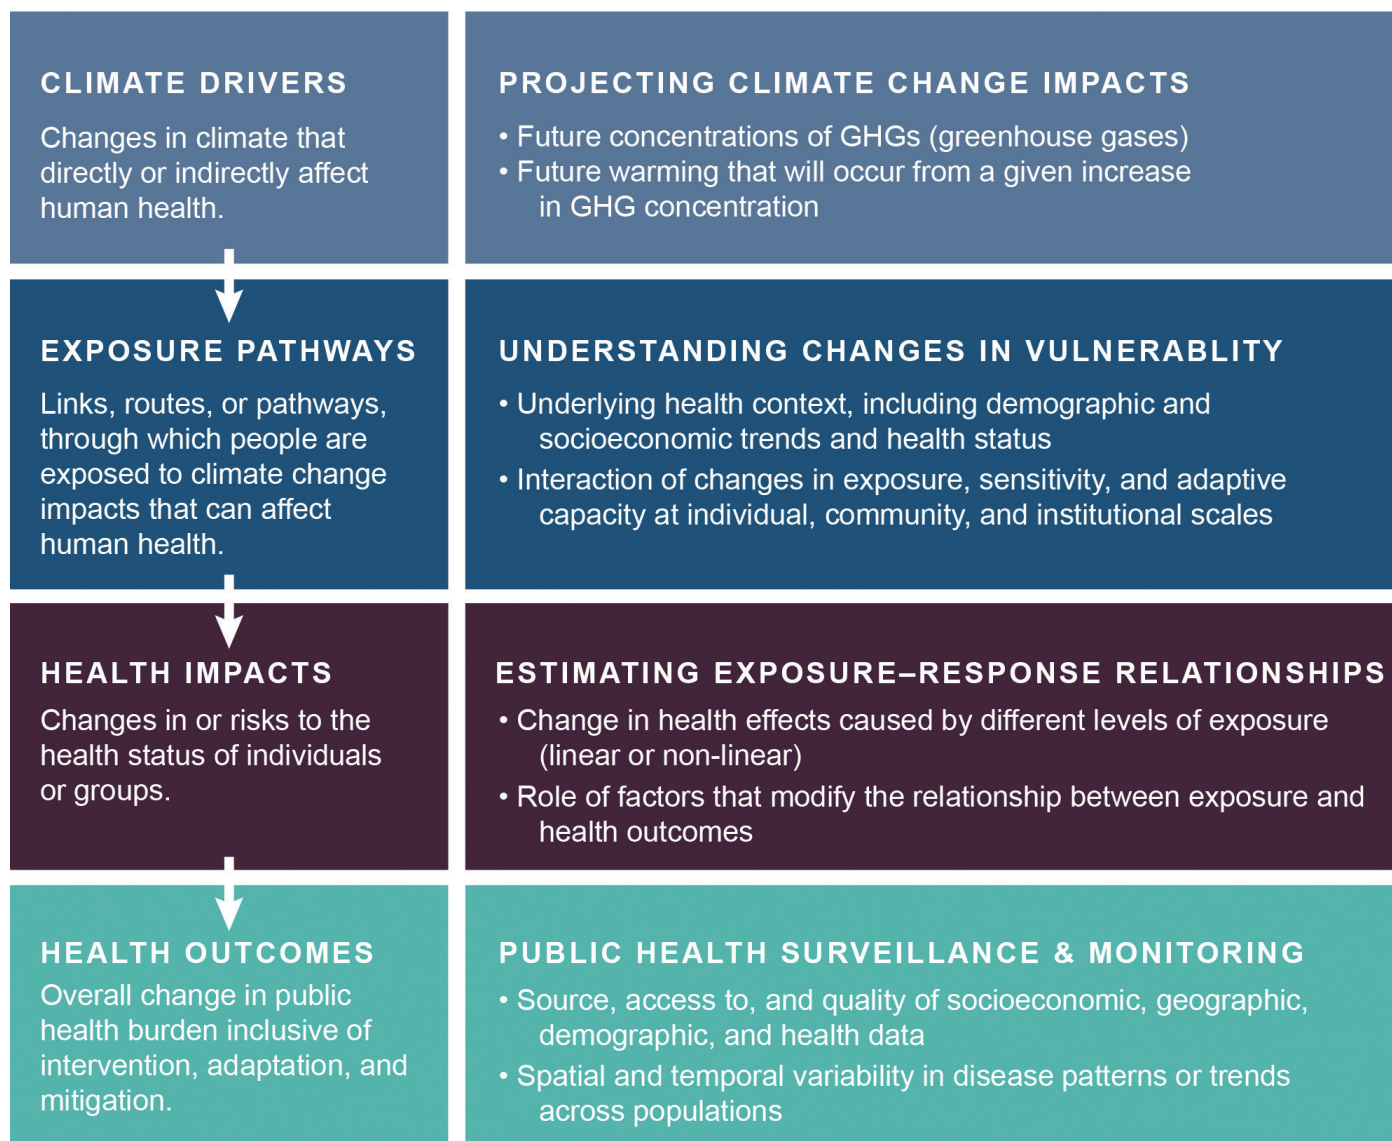 CLIMATE DRIVERS
Changes in climate that
directly or indirectly affect
human health.
PROJECTING CLIMATE CHANGE IMPACTS
• Future concentrations of GHGs (greenhouse gases)
• Future warming that will occur from a given increase
in GHG concentration
EXPOSURE PATHWAYS
Links, routes, or pathways,
through which people are
exposed to climate change
impacts that can affect
human health.
UNDERSTANDING CHANGES IN VULNERABLITY
• Underlying health context, including demographic and
socioeconomic trends and health status
• Interaction of changes in exposure, sensitivity, and adaptive
capacity at individual, community, and institutional scales
HEALTH IMPACTS
Changes in or risks to the
health status of individuals
or groups.
ESTIMATING EXPOSURE–RESPONSE RELATIONSHIPS
• Change in health effects caused by different levels of exposure
(linear or non-linear)
• Role of factors that modify the relationship between exposure and
health outcomes
HEALTH OUTCOMES
Overall change in public
health burden inclusive of
intervention, adaptation, and
mitigation.
PUBLIC HEALTH SURVEILLANCE & MONITORING
• Source, access to, and quality of socioeconomic, geographic,
demographic, and health data
• Spatial and temporal variability in disease patterns or trends
across populations